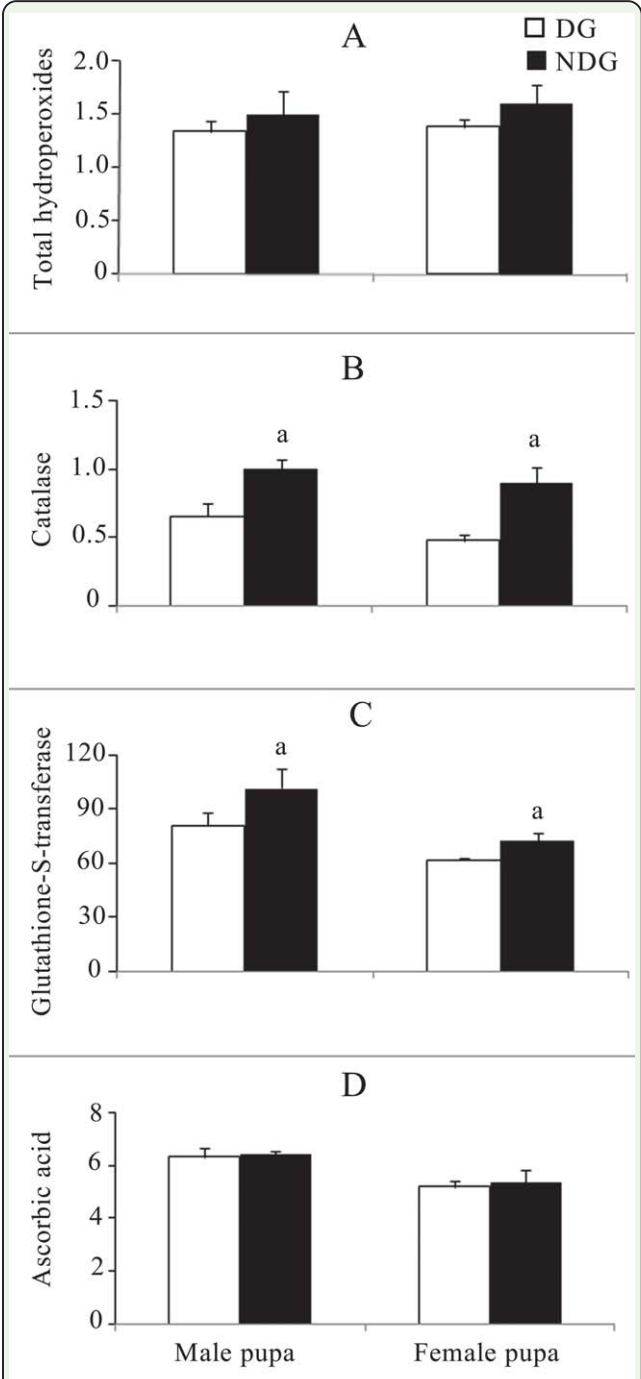 A
DG
NDG
Total hydroperoxides
2.0
1.5
1.0
0.5
0
B
Catalase
1.5
1.0
0.5
0
a
a
C
Glutathione-S-transferase
120
90
60
30
0
a
a
D
Ascorbic acid
8
6
4
2
0
Male pupa
Female pupa